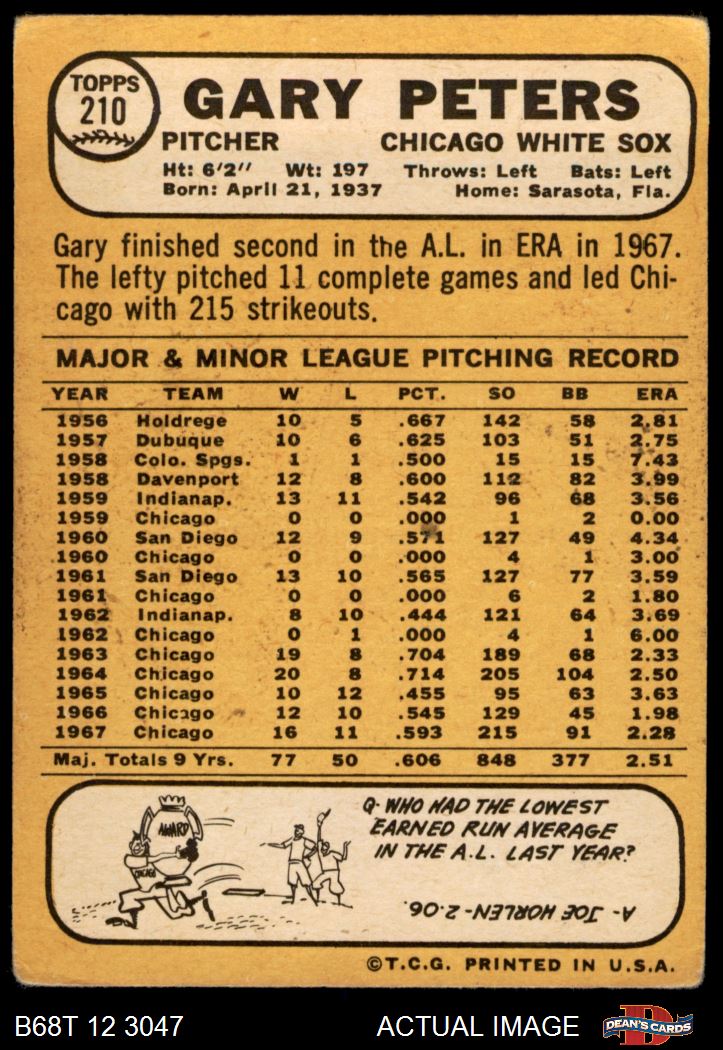 TOPPS
210
GARY PETERS
PITCHER CHICAGO WHITE SOX
Ht: 6'2'' Wt: 197 Throws: Left Bats: Left
Born: April 21, 1937 Home: Sarasota, Fla.
Gary finished second in the A.L. in ERA in 1967.
The lefty pitched 11 complete games and led Chi-
cago with 215 strikeouts.
MAJOR & MINOR LEAGUE PITCHING RECORD
YEAR TEAM W L PCT. SO BB ERA
1956 Holdrege 10 5 .667 142 58 2.81
1957 Dubuque 10 6 .625 103 51 2.75
1958 Colo. Spgs. 1 1 .500 15 15 7.43
1958 Davenport 12 8 .600 112 82 3.99
1959 Indianap. 13 11 .542 96 68 3.56
1959 Chicago 0 0 .000 1 2 0.00
1960 San Diego 12 9 .571 127 49 4.34
1960 Chicago 0 0 .000 4 1 3.00
1961 San Diego 13 10 .565 127 77 3.59
1961 Chicago 0 0 .000 6 2 1.80
1962 Indianap. 8 10 .444 121 64 3.69
1962 Chicago 0 1 .000 4 1 6.00
1963 Chicago 19 8 .704 189 68 2.33
1964 Chicago 20 8 .714 205 104 2.50
1965 Chicago 10 12 .455 95 63 3.63
1966 Chicago 12 10 .545 129 45 1.98
1967 Chicago 16 11 .593 215 91 2.28
Maj. Totals 9 Yrs. 77 50 .606 848 377 2.51
AWARD
CHICAGO
Q- WHO HAD THE LOWEST
EARNED RUN AVERAGE
IN THE A.L. LAST YEAR?
A- JOE HORLEN-2.06.
©T.C.G. PRINTED IN U.S.A.
B68T 12 3047 ACTUAL IMAGE
D
DEAN'S CARDS